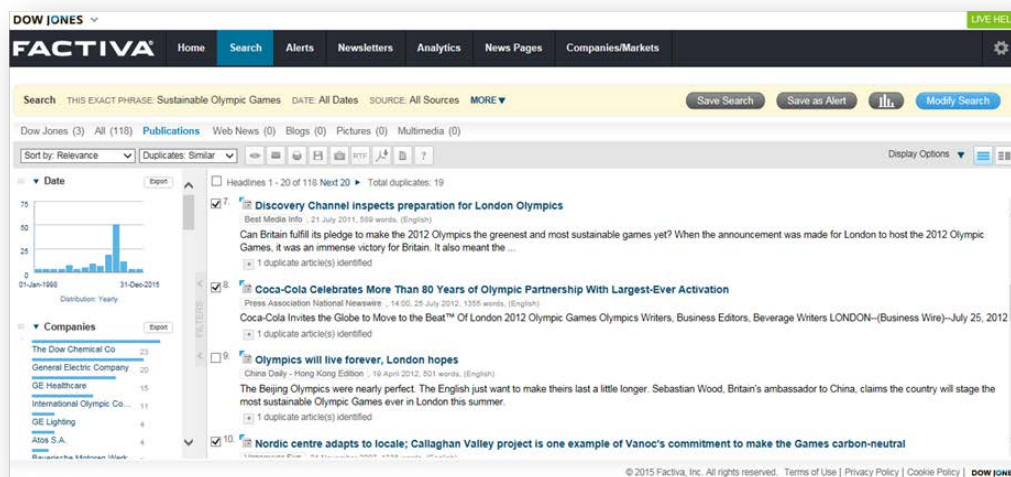 DOW JONES
LIVE HEL
FACTIVA® Home Search Alerts Newsletters Analytics News Pages Companies/Markets
Search THIS EXACT PHRASE: Sustainable Olympic Games DATE: All Dates SOURCE: All Sources MORE ▼ Save Search Save as Alert Modify Search
Dow Jones (3) All (118) Publications Web News (0) Blogs (0) Pictures (0) Multimedia (0)
Sort by: Relevance Duplicates: Similar RTF ? Display Options ▼
▼ Date Export
75
50
25
0
01-Jan-1998 31-Dec-2015
Distribution: Yearly
▼ Companies Export
The Dow Chemical Co 23
General Electric Company 20
GE Healthcare 15
International Olympic Co... 11
GE Lighting
Atos S.A.
FILTERS
Headlines 1 - 20 of 118 Next 20 ► Total duplicates: 19
7. Discovery Channel inspects preparation for London Olympics
Best Media Info , 21 July 2011, 589 words, (English)
Can Britain fulfill its pledge to make the 2012 Olympics the greenest and most sustainable games yet? When the announcement was made for London to host the 2012 Olympic
Games, it was an immense victory for Britain. It also meant the ...
+ 1 duplicate article(s) identified
8. Coca-Cola Celebrates More Than 80 Years of Olympic Partnership With Largest-Ever Activation
Press Association National Newswire , 14:00, 25 July 2012, 1355 words, (English)
Coca-Cola Invites the Globe to Move to the Beat™ Of London 2012 Olympic Games Olympics Writers, Business Editors, Beverage Writers LONDON--(Business Wire)--July 25, 2012
+ 1 duplicate article(s) identified
9. Olympics will live forever, London hopes
China Daily - Hong Kong Edition , 19 April 2012, 501 words, (English)
The Beijing Olympics were nearly perfect. The English just want to make theirs last a little longer. Sebastian Wood, Britain's ambassador to China, claims the country will stage the
most sustainable Olympic Games ever in London this summer.
+ 1 duplicate article(s) identified
10. Nordic centre adapts to locale; Callaghan Valley project is one example of Vanoc's commitment to make the Games carbon-neutral
© 2015 Factiva, Inc. All rights reserved. Terms of Use | Privacy Policy | Cookie Policy | DOW JONE